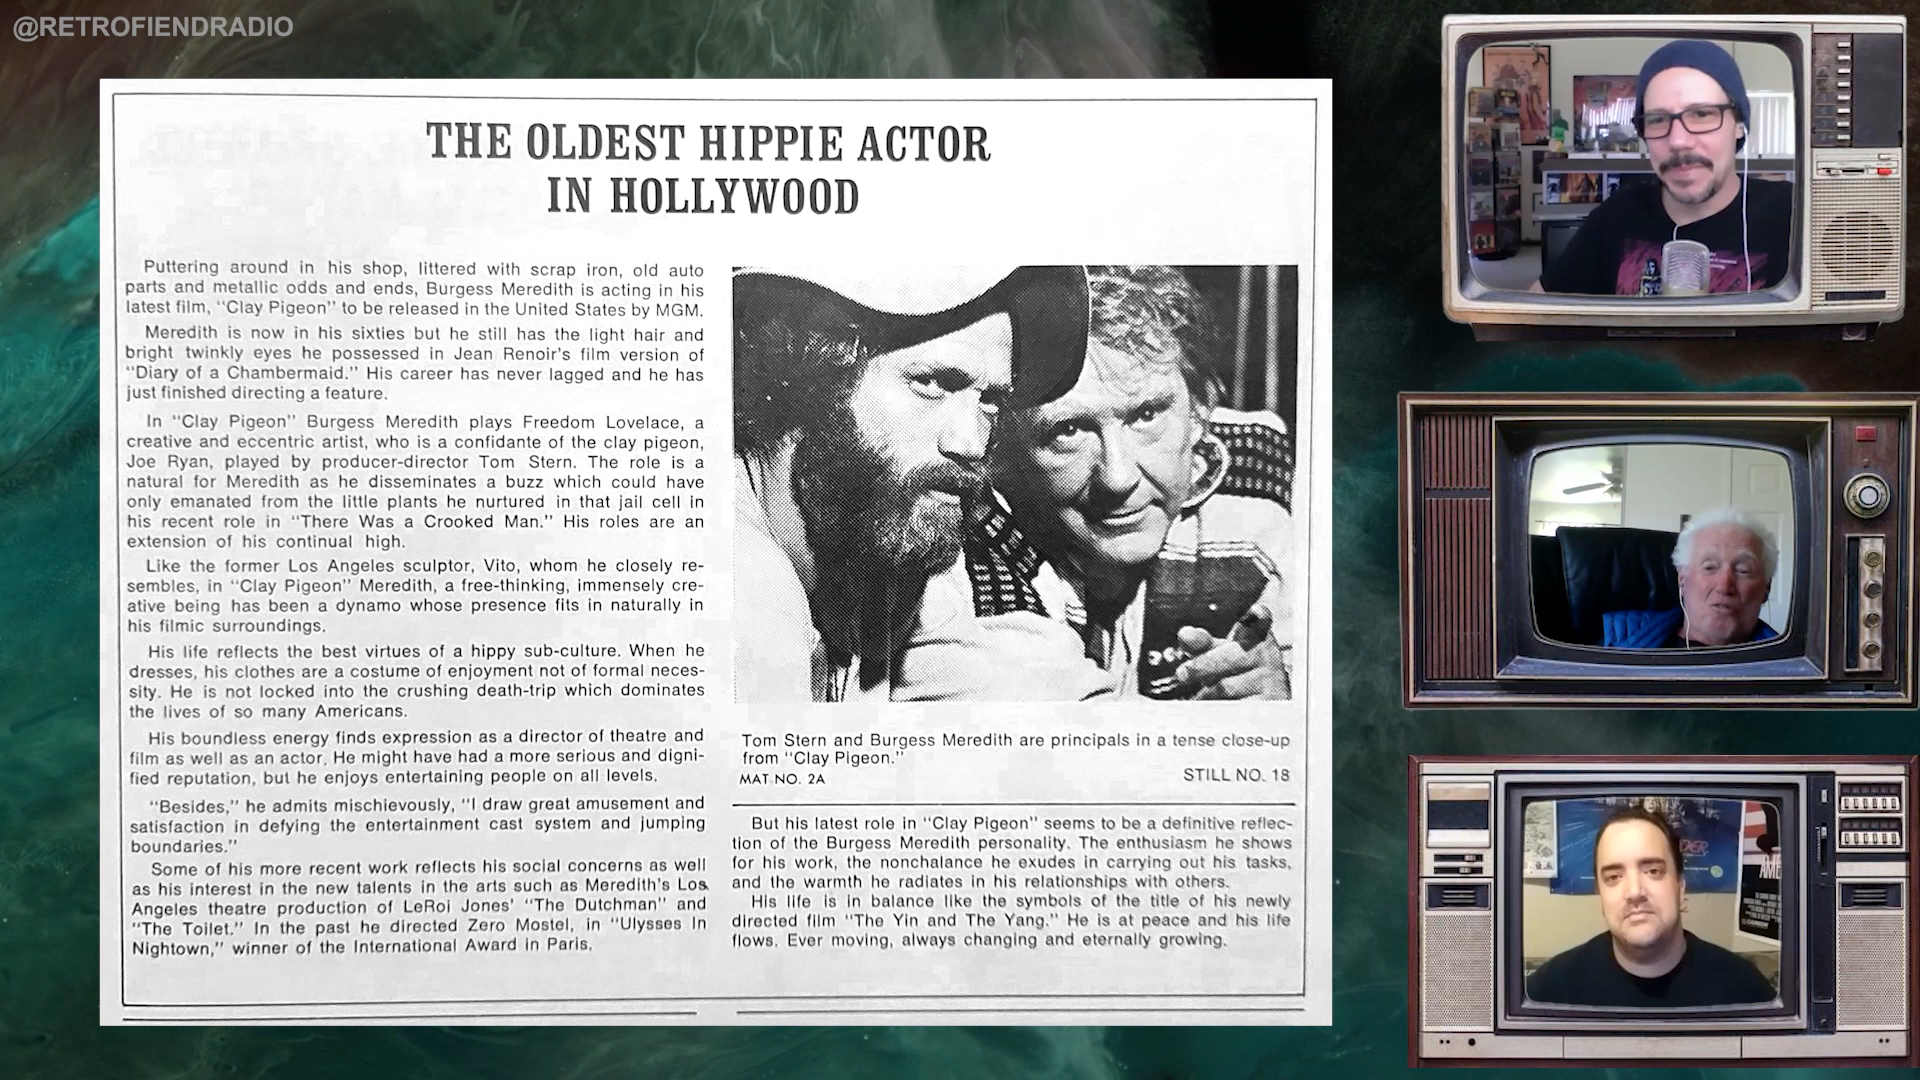 @RETROFIENDRADIO
THE OLDEST HIPPIE ACTOR
IN HOLLYWOOD
Puttering around in his shop, littered with scrap iron, old auto
parts and metallic odds and ends, Burgess Meredith is acting in his
latest film, "Clay Pigeon" to be released in the United States by MGM.
Meredith is now in his sixties but he still has the light hair and
bright twinkly eyes he possessed in Jean Renoir's film version of
"Diary of a Chambermaid." His career has never lagged and he has
just finished directing a feature.
In "Clay Pigeon" Burgess Meredith plays Freedom Lovelace, a
creative and eccentric artist, who is a confidante of the clay pigeon,
Joe Ryan, played by producer-director Tom Stern. The role is a
natural for Meredith as he disseminates a buzz which could have
only emanated from the little plants he nurtured in that jail cell in
his recent role in "There Was a Crooked Man." His roles are an
extension of his continual high.
Like the former Los Angeles sculptor, Vito, whom he closely re-
sembles, in "Clay Pigeon" Meredith, a free-thinking, immensely cre-
ative being has been a dynamo whose presence fits in naturally in
his filmic surroundings.
His life reflects the best virtues of a hippy sub-culture. When he
dresses, his clothes are a costume of enjoyment not of formal neces-
sity. He is not locked into the crushing death-trip which dominates
the lives of so many Americans.
His boundless energy finds expression as a director of theatre and
film as well as an actor. He might have had a more serious and digni-
fied reputation, but he enjoys entertaining people on all levels.
"Besides," he admits mischievously, "I draw great amusement and
satisfaction in defying the entertainment cast system and jumping
boundaries."
Some of his more recent work reflects his social concerns as well
as his interest in the new talents in the arts such as Meredith's Los
Angeles theatre production of LeRoi Jones' "The Dutchman" and
"The Toilet." In the past he directed Zero Mostel, in "Ulysses In
Nightown," winner of the International Award in Paris.
Tom Stern and Burgess Meredith are principals in a tense close-up
from "Clay Pigeon."
MAT NO. 2A
STILL NO. 18
But his latest role in "Clay Pigeon" seems to be a definitive reflec-
tion of the Burgess Meredith personality. The enthusiasm he shows
for his work, the nonchalance he exudes in carrying out his tasks,
and the warmth he radiates in his relationships with others.
His life is in balance like the symbols of the title of his newly
directed film "The Yin and The Yang." He is at peace and his life
flows. Ever moving, always changing and eternally growing.